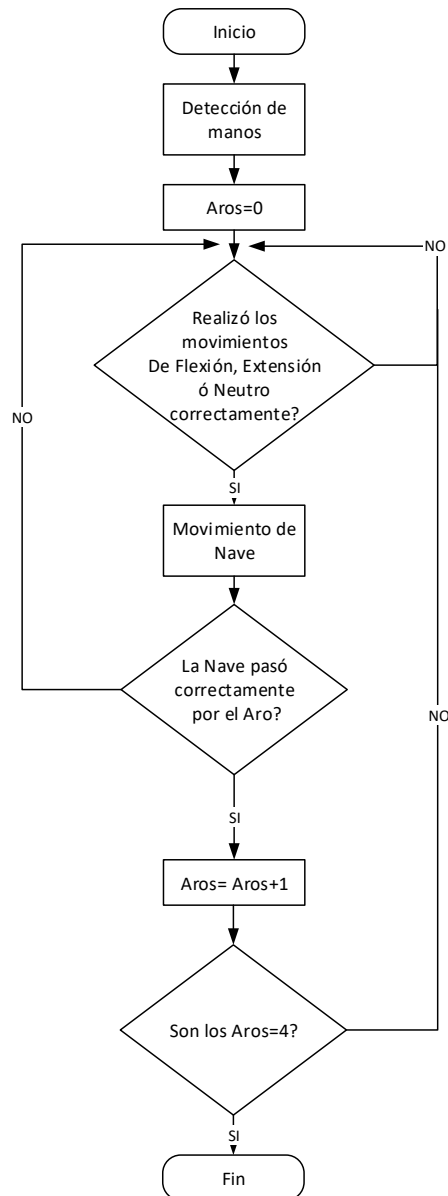 Inicio
Detección de
manos
Aros=0
NO
Realizó los
movimientos
De Flexión, Extensión
ó Neutro
correctamente?
NO
SI
Movimiento de
Nave
La Nave pasó
correctamente
por el Aro?
NO
SI
Aros= Aros+1
Son los Aros=4?
SI
Fin